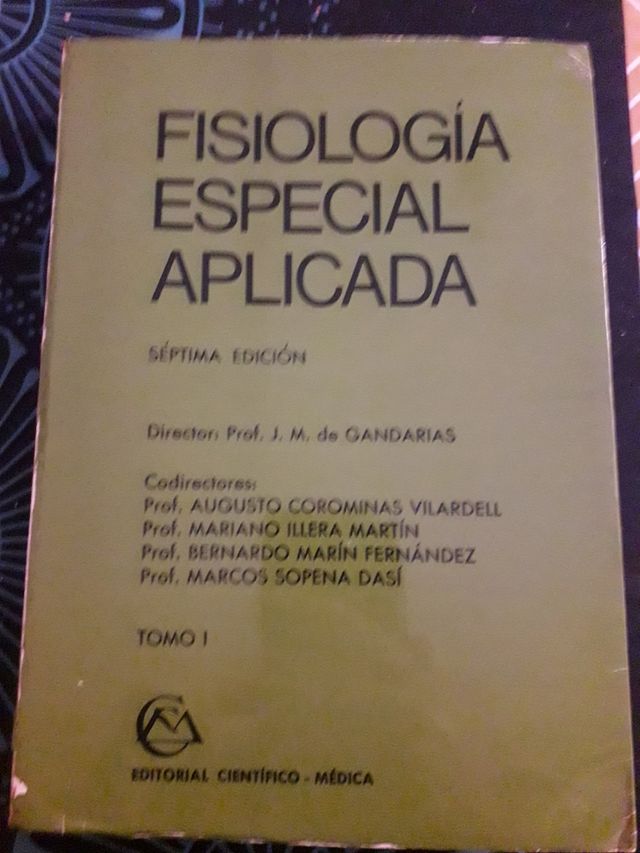 FISIOLOGÍA
ESPECIAL
APLICADA
SÉPTIMA EDICIÓN
Director: Prof. J. M. de GANDARIAS
Codirectores:
Prof. AUGUSTO COROMINAS VILARDELL
Prof. MARIANO ILLERA MARTÍN
Prof. BERNARDO MARÍN FERNÁNDEZ
Prof. MARCOS SOPENA DASÍ
TOMO I
CM
EDITORIAL CIENTÍFICO - MÉDICA